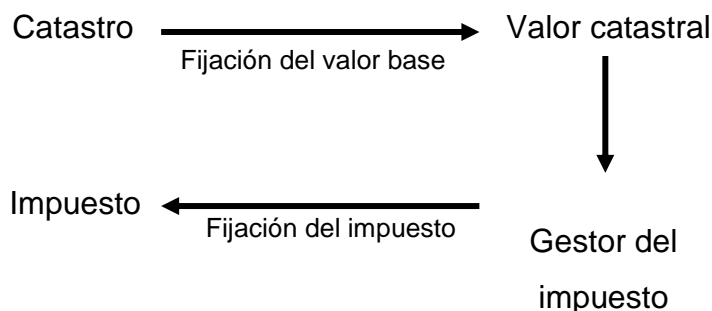 Catastro
Fijación del valor base
Valor catastral
Impuesto
Fijación del impuesto
Gestor del
impuesto